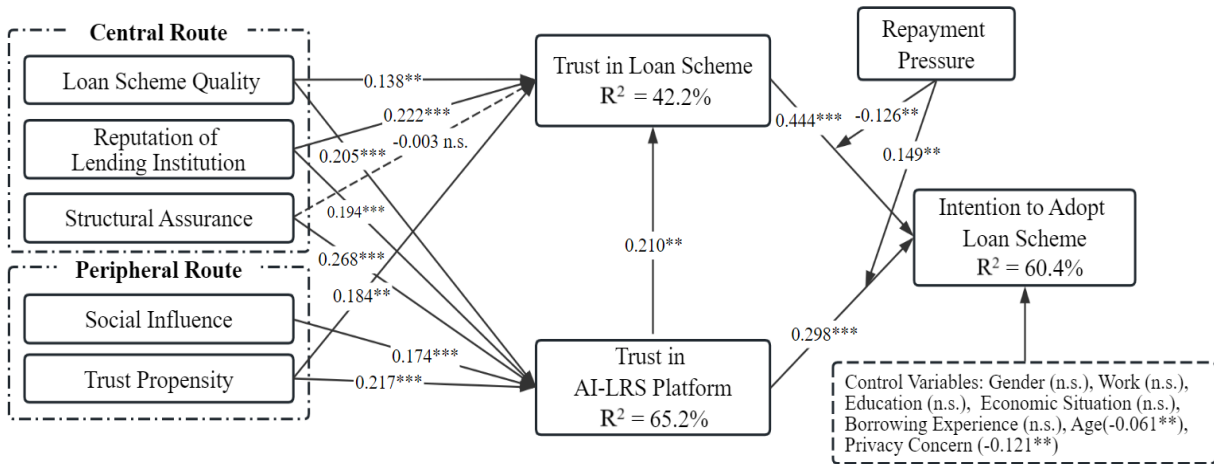 Central Route
Loan Scheme Quality
Reputation of
Lending Institution
Structural Assurance
Peripheral Route
Social Influence
Trust Propensity
0.138**
0.222***
-0.003 n.s.
0.205***
0.194***
0.268***
0.184**
0.174***
0.217***
Trust in Loan Scheme
R² = 42.2%
0.210**
Trust in
AI-LRS Platform
R² = 65.2%
Repayment
Pressure
0.444***
-0.126**
0.149**
0.298***
Intention to Adopt
Loan Scheme
R² = 60.4%
Control Variables: Gender (n.s.), Work (n.s.),
Education (n.s.), Economic Situation (n.s.),
Borrowing Experience (n.s.), Age(-0.061**),
Privacy Concern (-0.121**)